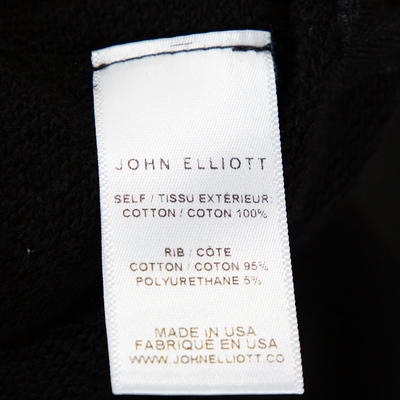 JOHN ELLIOTT
SELF / TISSU EXTÉRIEUR:
COTTON / COTON 100%
RIB / CÔTE
COTTON / COTON 95%
POLYURETHANE 5%
MADE IN USA
FABRIQUÉ EN USA
WWW.JOHNELLIOTT.CO